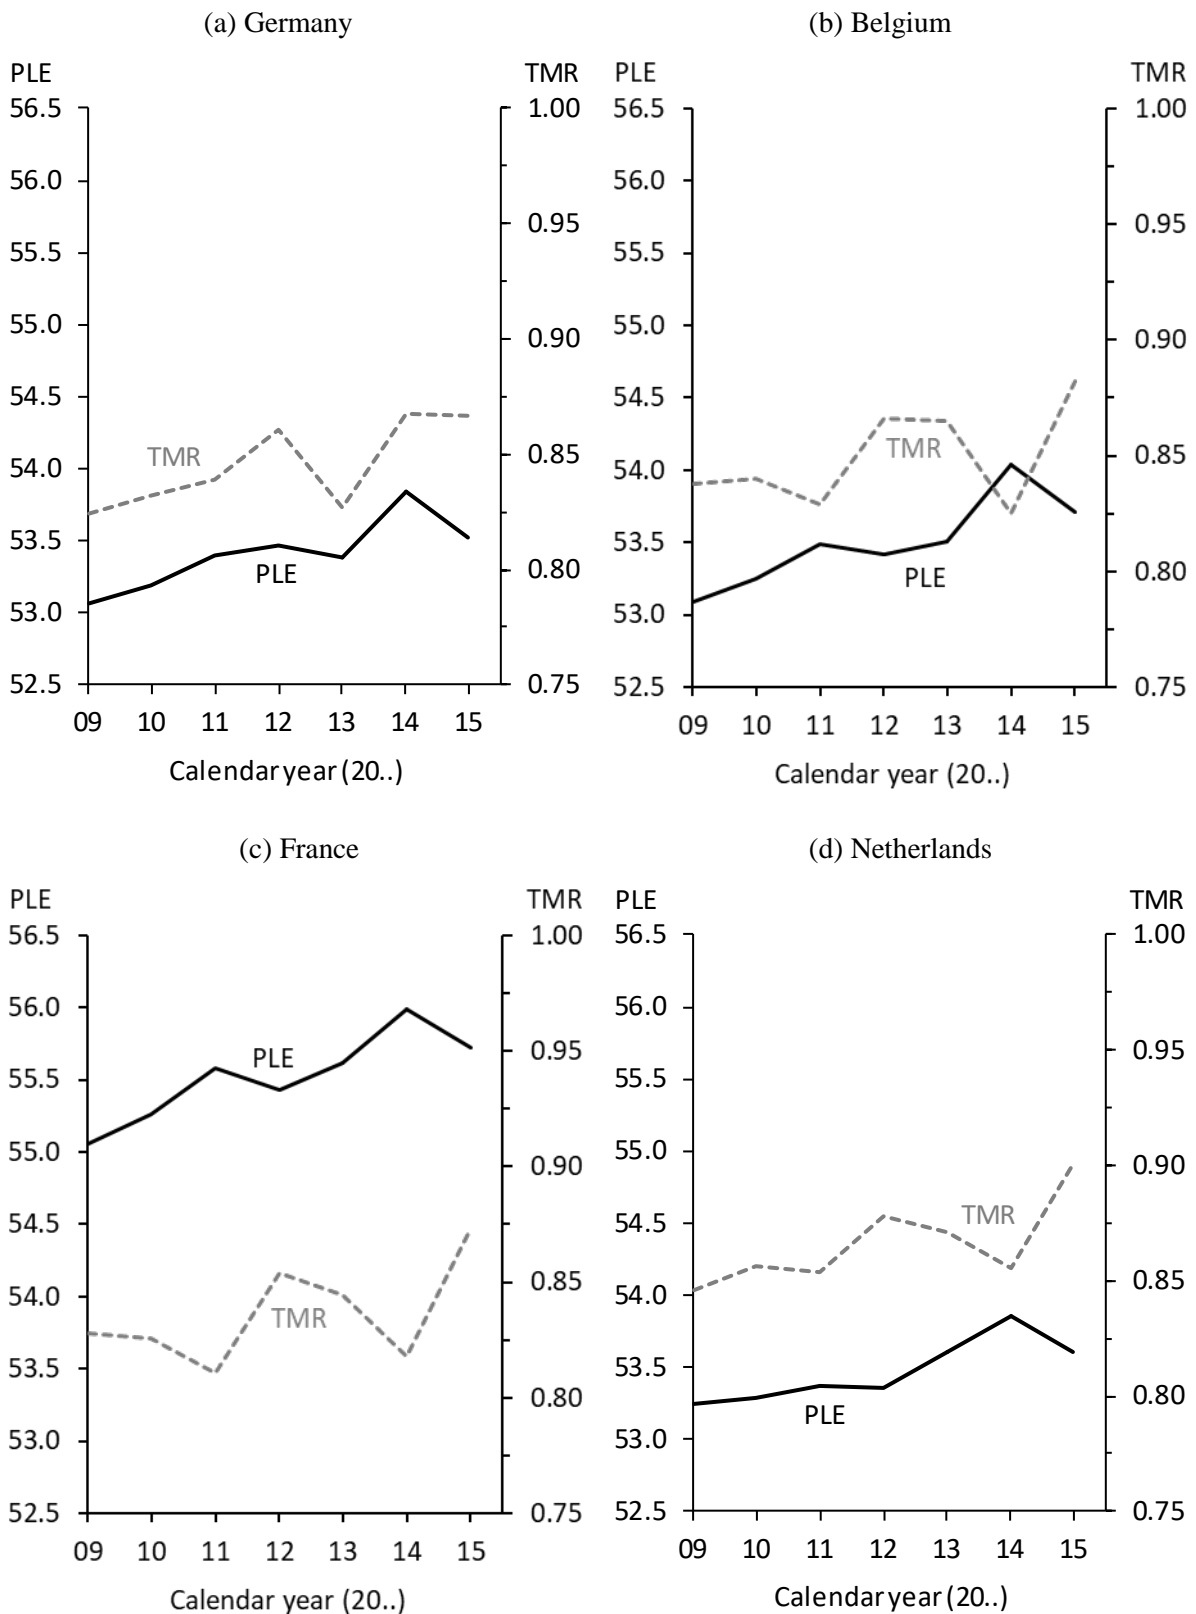 (a) Germany
PLE TMR
56.5 1.00
56.0
55.5 0.95
55.0 0.90
54.5
TMR 0.85
54.0
53.5 0.80
PLE
53.0
52.5 0.75
09 10 11 12 13 14 15
Calendar year (20..)
(b) Belgium
PLE TMR
56.5 1.00
56.0
55.5 0.95
55.0 0.90
54.5
TMR 0.85
54.0
53.5 0.80
PLE
53.0
52.5 0.75
09 10 11 12 13 14 15
Calendar year (20..)
(c) France
PLE TMR
56.5 1.00
56.0
PLE 0.95
55.5
55.0 0.90
54.5
54.0 0.85
TMR
53.5 0.80
53.0
52.5 0.75
09 10 11 12 13 14 15
Calendar year (20..)
(d) Netherlands
PLE TMR
56.5 1.00
56.0
55.5 0.95
55.0 0.90
54.5
TMR
54.0 0.85
53.5 0.80
PLE
53.0
52.5 0.75
09 10 11 12 13 14 15
Calendar year (20..)